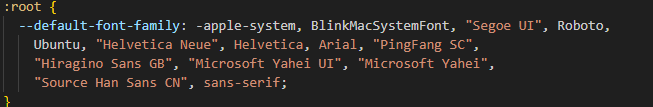 :root {
--default-font-family: -apple-system, BlinkMacSystemFont, "Segoe UI", Roboto,
Ubuntu, "Helvetica Neue", Helvetica, Arial, "PingFang SC",
"Hiragino Sans GB", "Microsoft Yahei UI", "Microsoft Yahei",
"Source Han Sans CN", sans-serif;
}